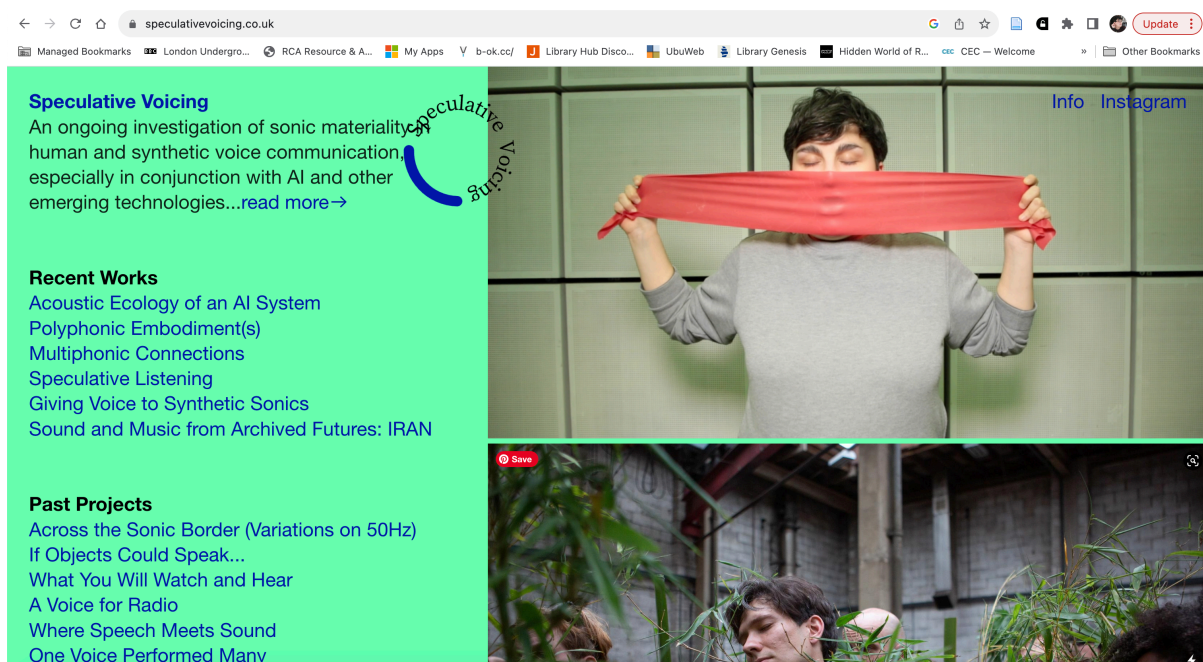 speculativevoicing.co.uk
Update
Managed Bookmarks
BBC London Undergro...
RCA Resource & A...
My Apps
b-ok.cc/
Library Hub Disco...
UbuWeb
Library Genesis
Hidden World of R...
CEC CEC — Welcome
»
Other Bookmarks
Speculative Voicing
An ongoing investigation of sonic materiality,
human and synthetic voice communication,
especially in conjunction with AI and other
emerging technologies...read more→
Speculative Voicing
Info Instagram
Recent Works
Acoustic Ecology of an AI System
Polyphonic Embodiment(s)
Multiphonic Connections
Speculative Listening
Giving Voice to Synthetic Sonics
Sound and Music from Archived Futures: IRAN
Save
Past Projects
Across the Sonic Border (Variations on 50Hz)
If Objects Could Speak...
What You Will Watch and Hear
A Voice for Radio
Where Speech Meets Sound
One Voice Performed Many